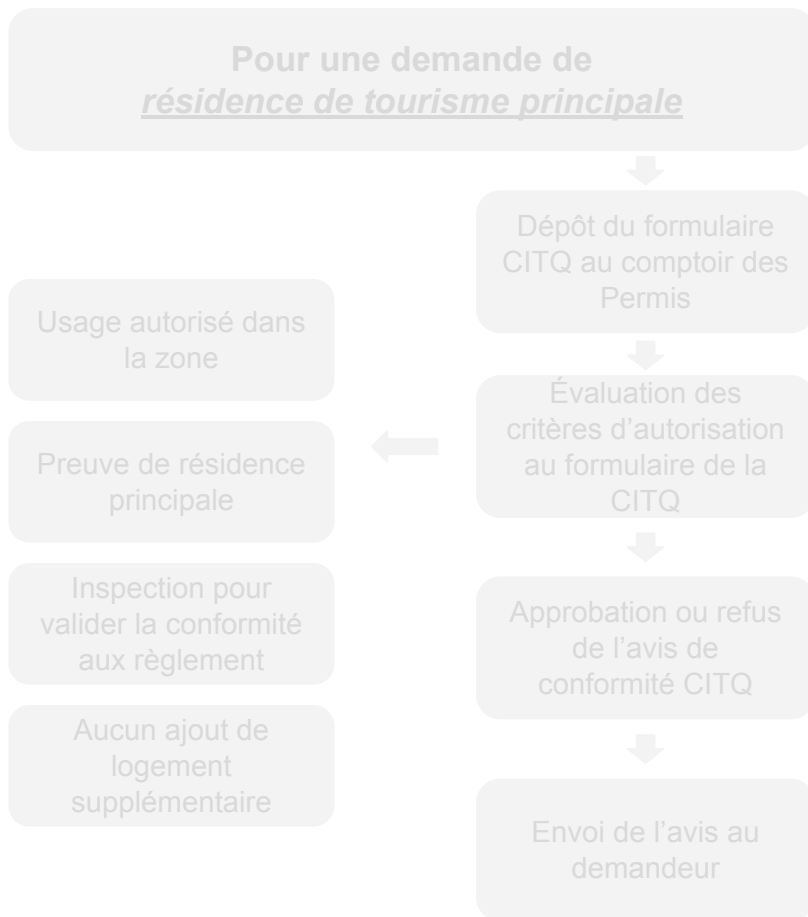 Pour une demande de
résidence de tourisme principale
Dépôt du formulaire
CITQ au comptoir des
Permis
Évaluation des
critères d’autorisation
au formulaire de la
CITQ
Usage autorisé dans
la zone
Preuve de résidence
principale
Inspection pour
valider la conformité
aux règlement
Aucun ajout de
logement
supplémentaire
Approbation ou refus
de l’avis de
conformité CITQ
Envoi de l’avis au
demandeur